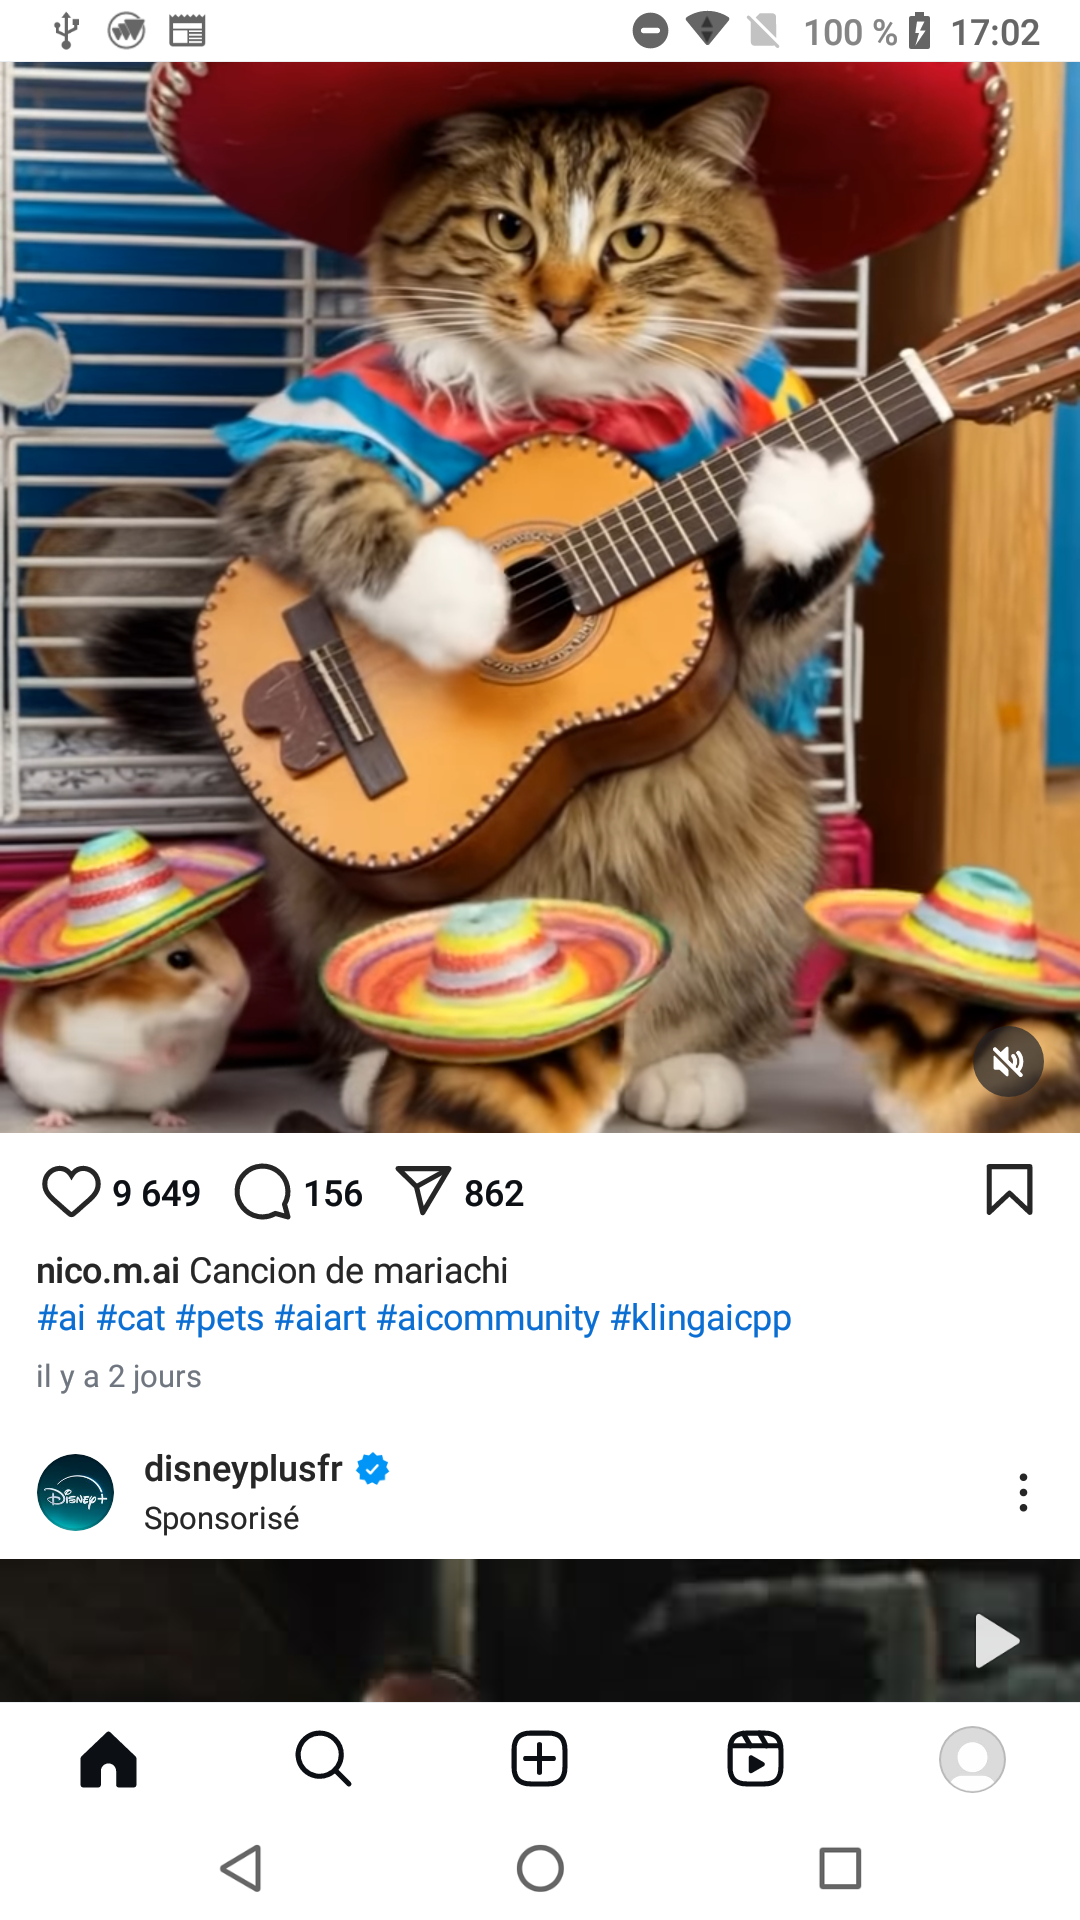 100 % 17:02
9 649 156 862
nico.m.ai Cancion de mariachi
#ai #cat #pets #aiart #aicommunity #klingaicpp
il y a 2 jours
disneyplusfr
Disney+
Sponsorisé